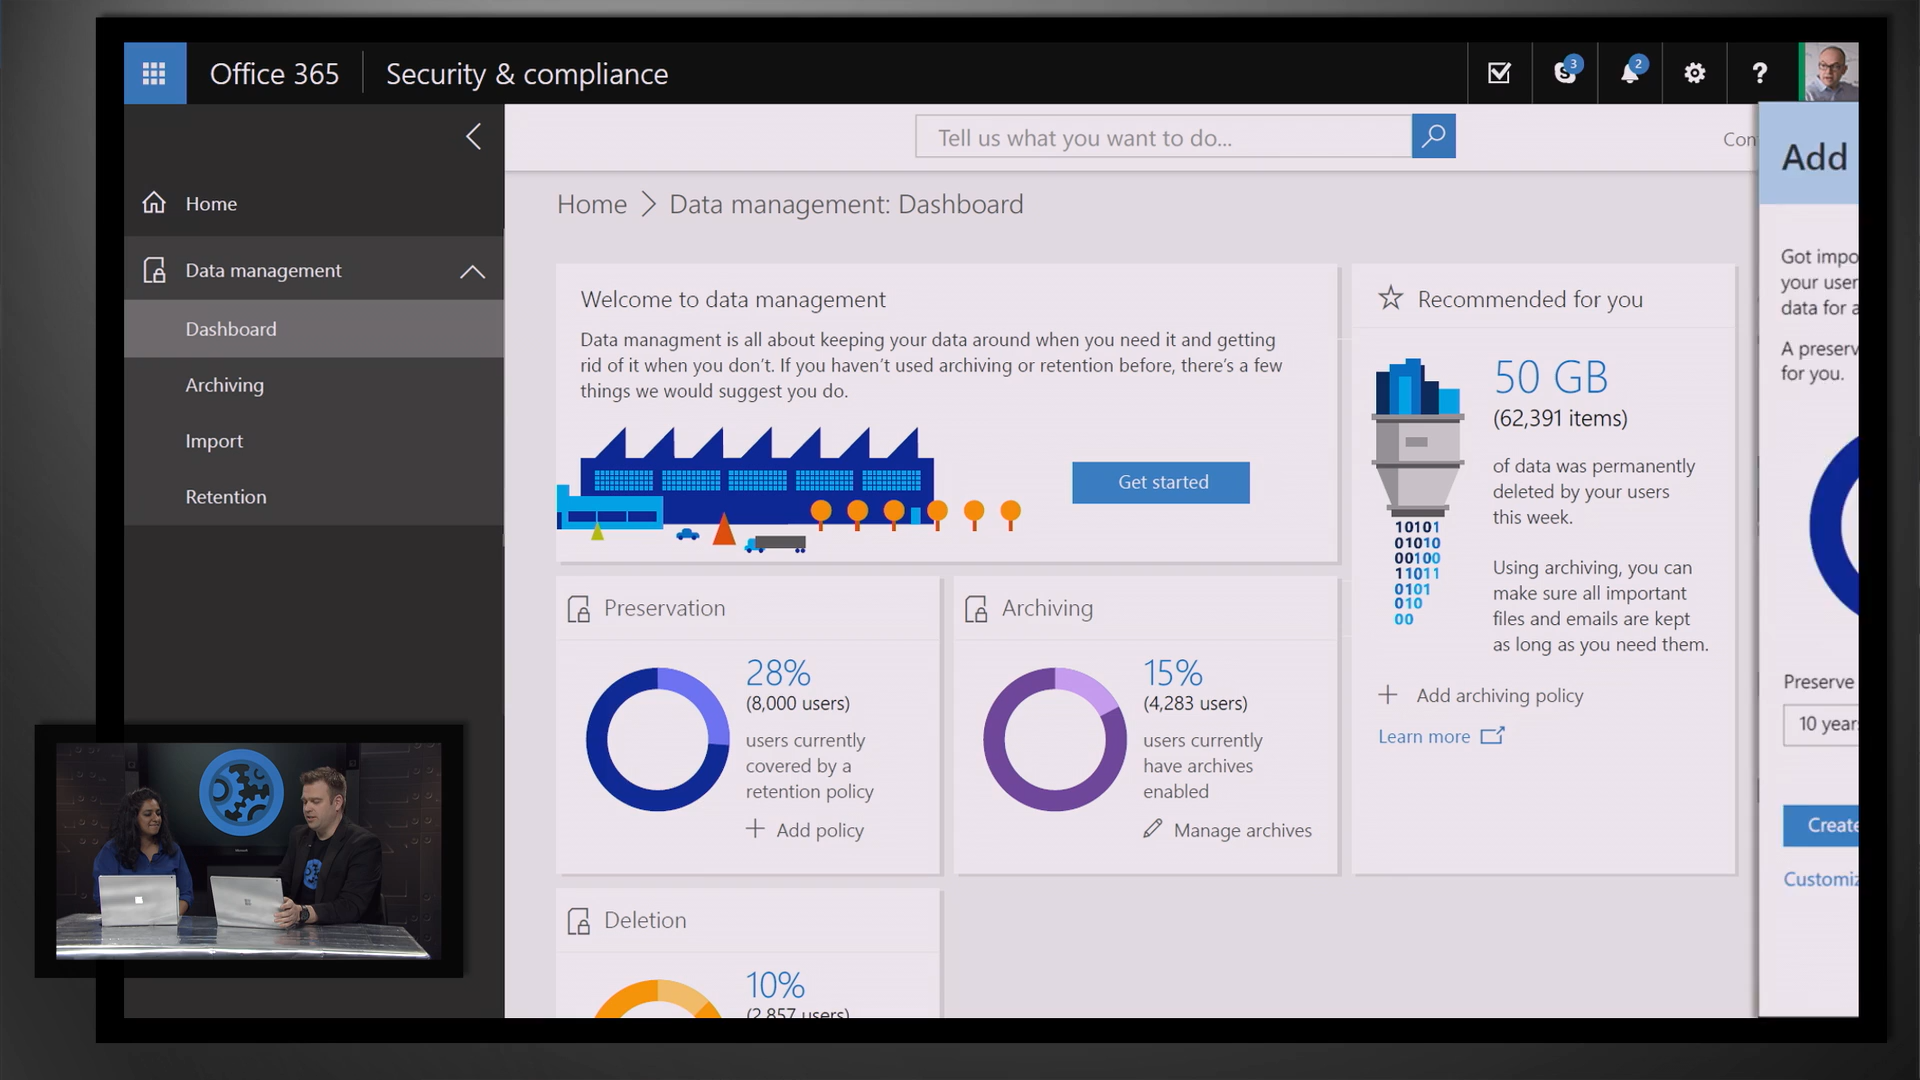 Office 365
Security & compliance
3
2
?
Tell us what you want to do...
Home
Data management
Dashboard
Archiving
Import
Retention
Home > Data management: Dashboard
Welcome to data management
Data managment is all about keeping your data around when you need it and getting
rid of it when you don't. If you haven't used archiving or retention before, there's a few
things we would suggest you do.
Get started
Recommended for you
50 GB
(62,391 items)
of data was permanently
deleted by your users
this week.
Using archiving, you can
make sure all important
files and emails are kept
as long as you need them.
10101
01010
00100
11011
0101
010
00
+ Add archiving policy
Learn more
Preservation
28%
(8,000 users)
users currently
covered by a
retention policy
+ Add policy
Archiving
15%
(4,283 users)
users currently
have archives
enabled
Manage archives
Deletion
10%
(2,857 users)
Add
Got
your
data for a
A
for you.
Preserve
10